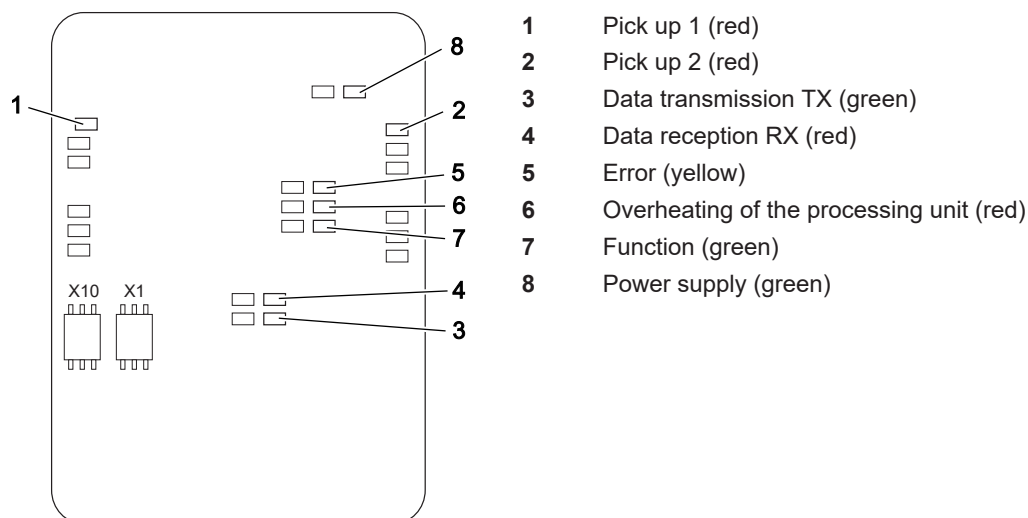 8
1
2
5
6
7
X10 X1
4
3
1 Pick up 1 (red)
2 Pick up 2 (red)
3 Data transmission TX (green)
4 Data reception RX (red)
5 Error (yellow)
6 Overheating of the processing unit (red)
7 Function (green)
8 Power supply (green)